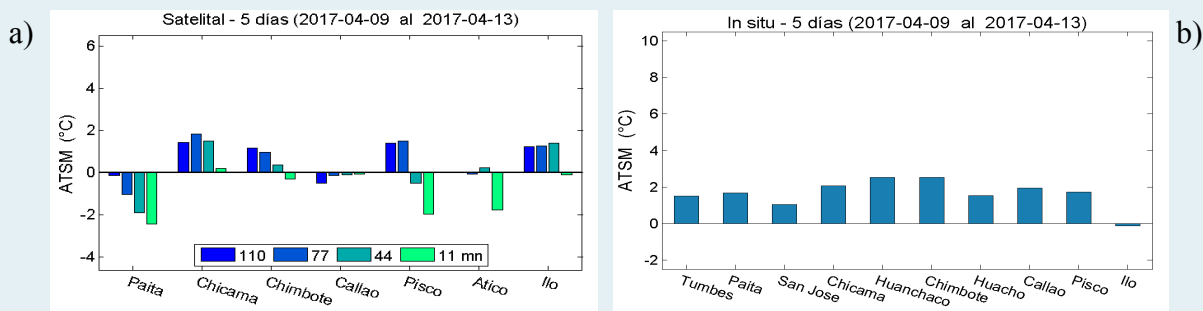 a)
Satelital - 5 días (2017-04-09 al 2017-04-13)
ATSM (°C)
6
4
2
0
-2
-4
110 77 44 11 mn
Paita Chicama Chimbote Callao Pisco Atico Ilo
b)
In situ - 5 días (2017-04-09 al 2017-04-13)
ATSM (°C)
10
8
6
4
2
0
-2
Tumbes Paita San Jose Chicama Huanchaco Chimbote Huacho Callao Pisco Ilo